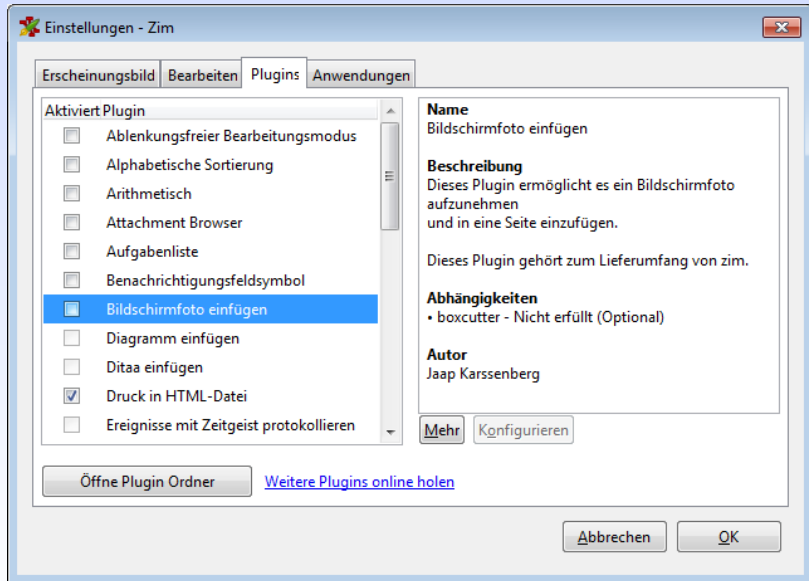 Einstellungen - Zim
Erscheinungsbild Bearbeiten Plugins Anwendungen
Aktiviert Plugin
Ablenkungsfreier Bearbeitungsmodus
Alphabetische Sortierung
Arithmetisch
Attachment Browser
Aufgabenliste
Benachrichtigungsfeldsymbol
Bildschirmfoto einfügen
Diagramm einfügen
Ditaa einfügen
Druck in HTML-Datei
Ereignisse mit Zeitgeist protokollieren
Name
Bildschirmfoto einfügen
Beschreibung
Dieses Plugin ermöglicht es ein Bildschirmfoto
aufzunehmen
und in eine Seite einzufügen.
Dieses Plugin gehört zum Lieferumfang von zim.
Abhängigkeiten
• boxcutter - Nicht erfüllt (Optional)
Autor
Jaap Karssenberg
Mehr Konfigurieren
Öffne Plugin Ordner Weitere Plugins online holen
Abbrechen OK